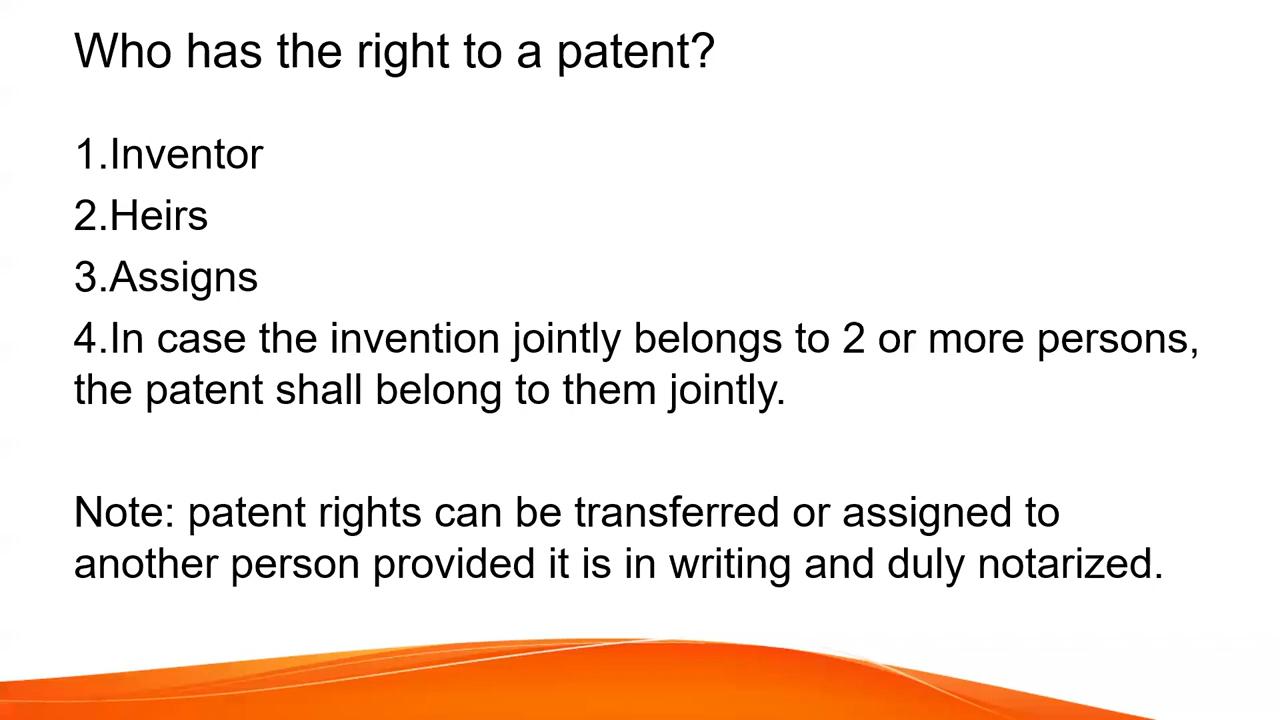 Who has the right to a patent?
1.Inventor
2.Heirs
3.Assigns
4.In case the invention jointly belongs to 2 or more persons,
the patent shall belong to them jointly.
Note: patent rights can be transferred or assigned to
another person provided it is in writing and duly notarized.